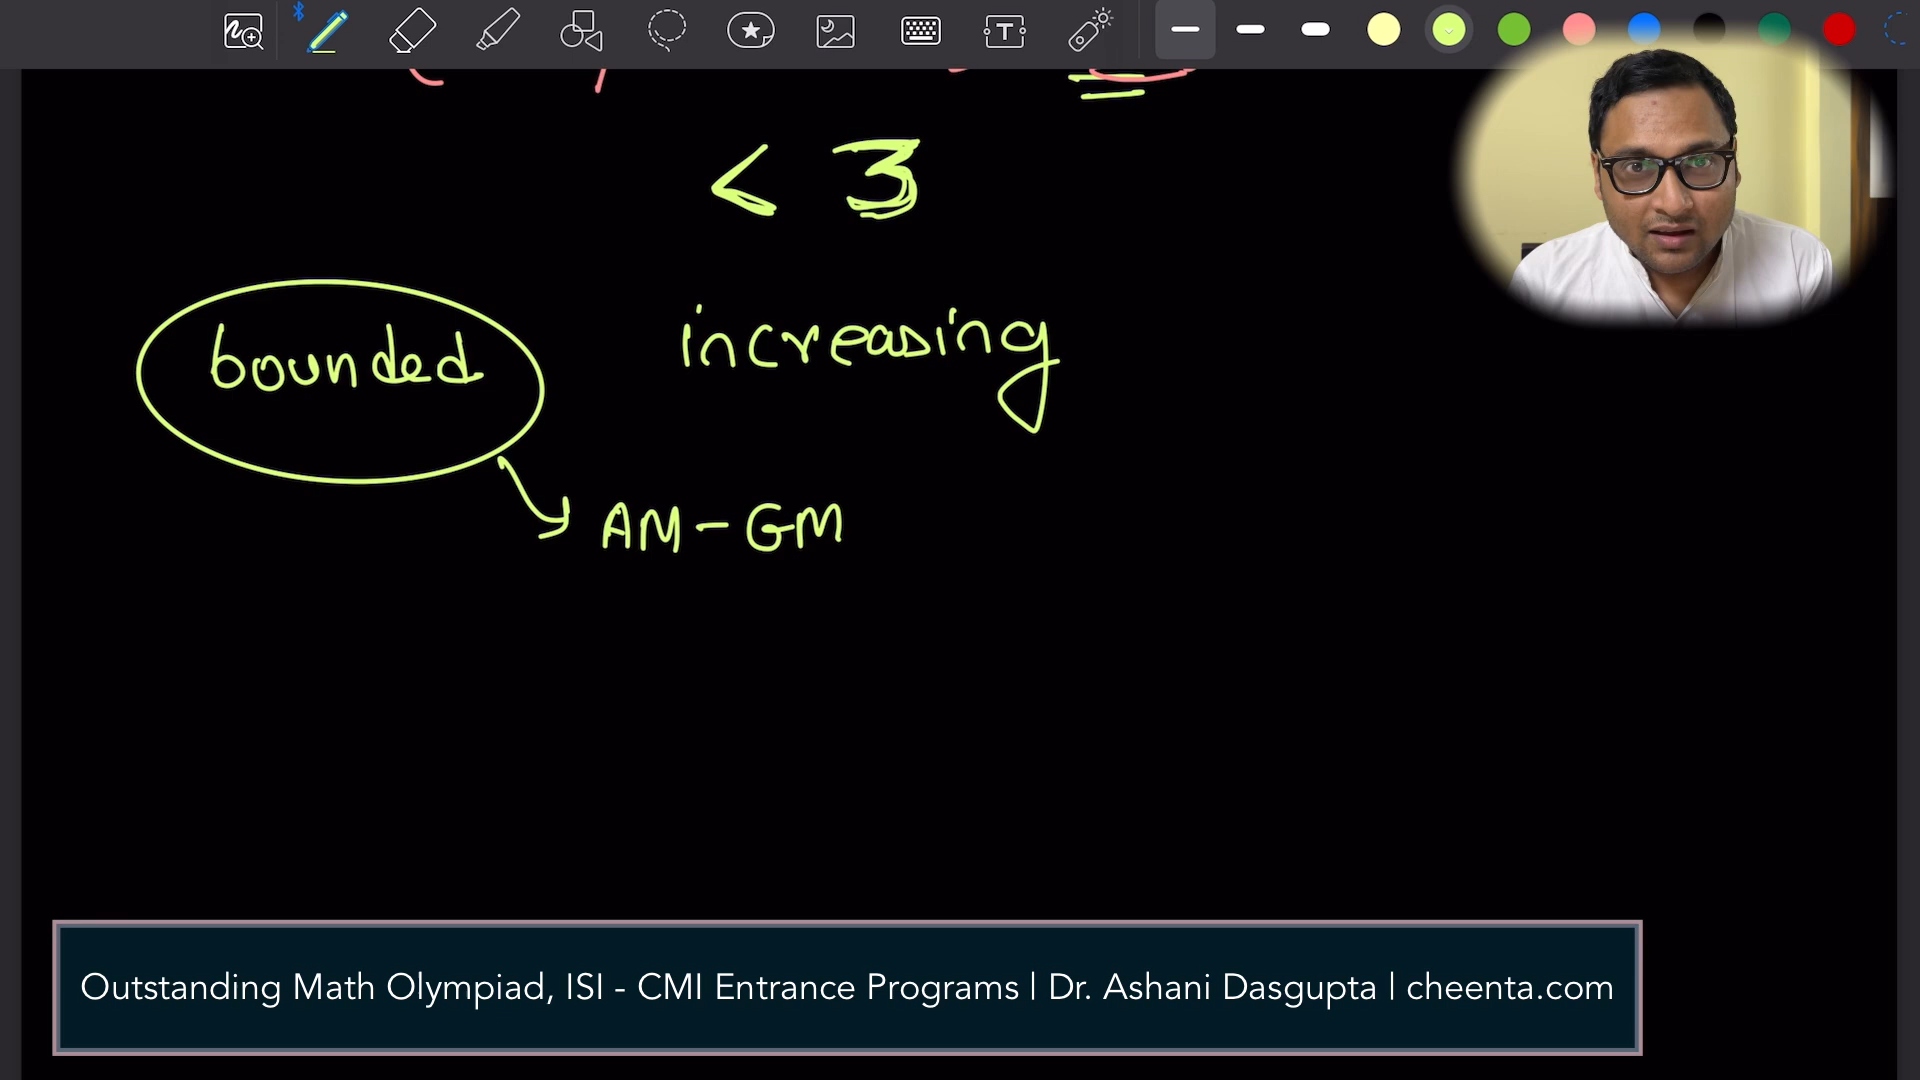 < 3
bounded increasing
AM - GM
Outstanding Math Olympiad, ISI - CMI Entrance Programs | Dr. Ashani Dasgupta | cheenta.com